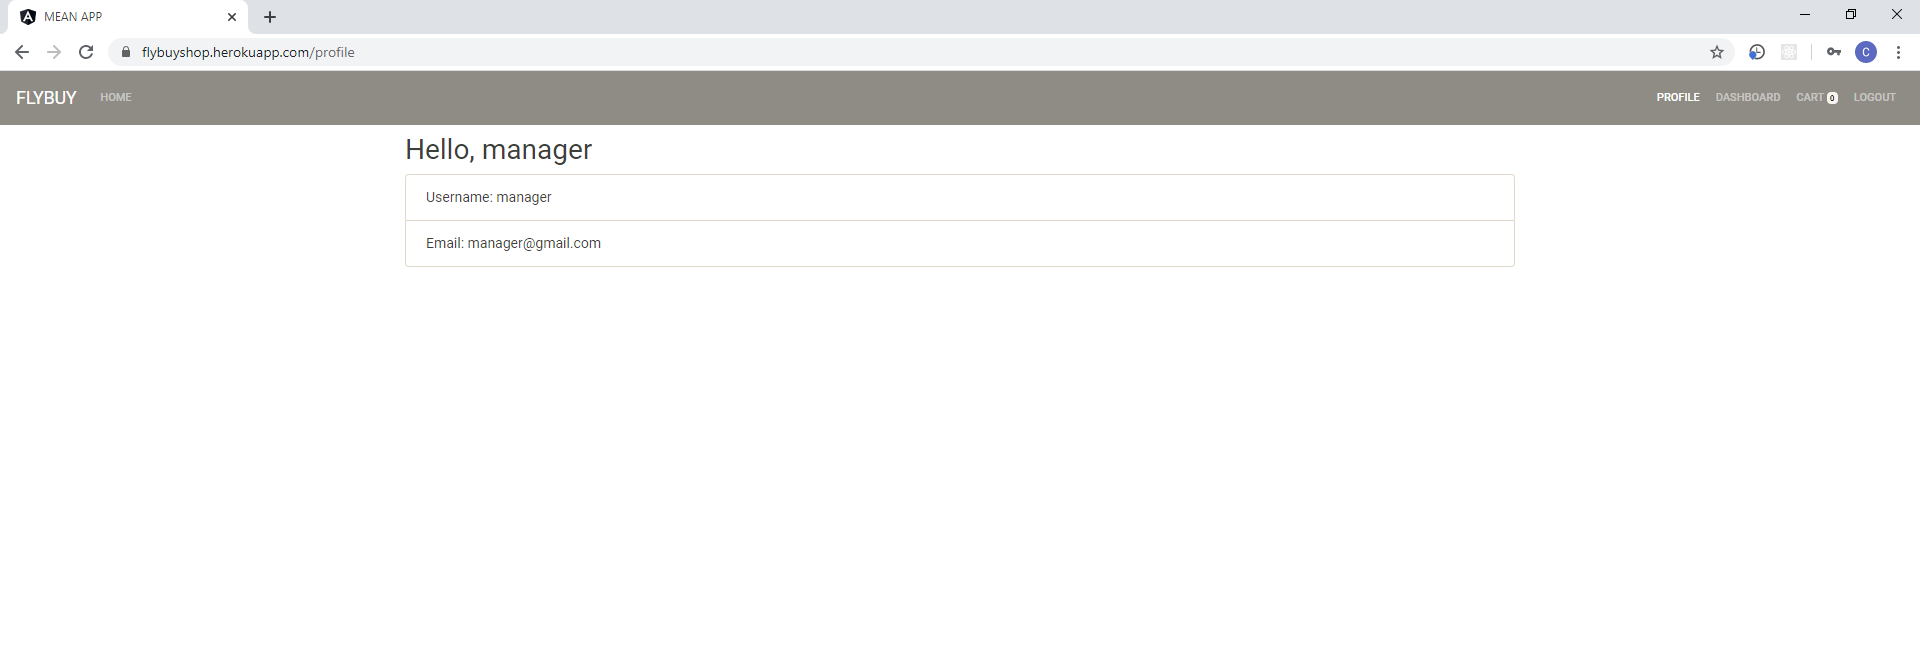 MEAN APP
flybuyshop.herokuapp.com/profile
C
FLYBUY HOME PROFILE DASHBOARD CART 0 LOGOUT
Hello, manager
Username: manager
Email: manager@gmail.com